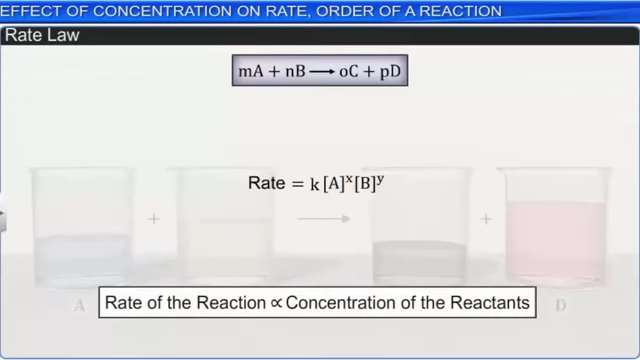 EFFECT OF CONCENTRATION ON RATE, ORDER OF A REACTION
Rate Law
mA + nB ⟶ oC + pD
Rate = k [A]ˣ[B]ʸ
+ ⟶ +
A D
Rate of the Reaction ∝ Concentration of the Reactants